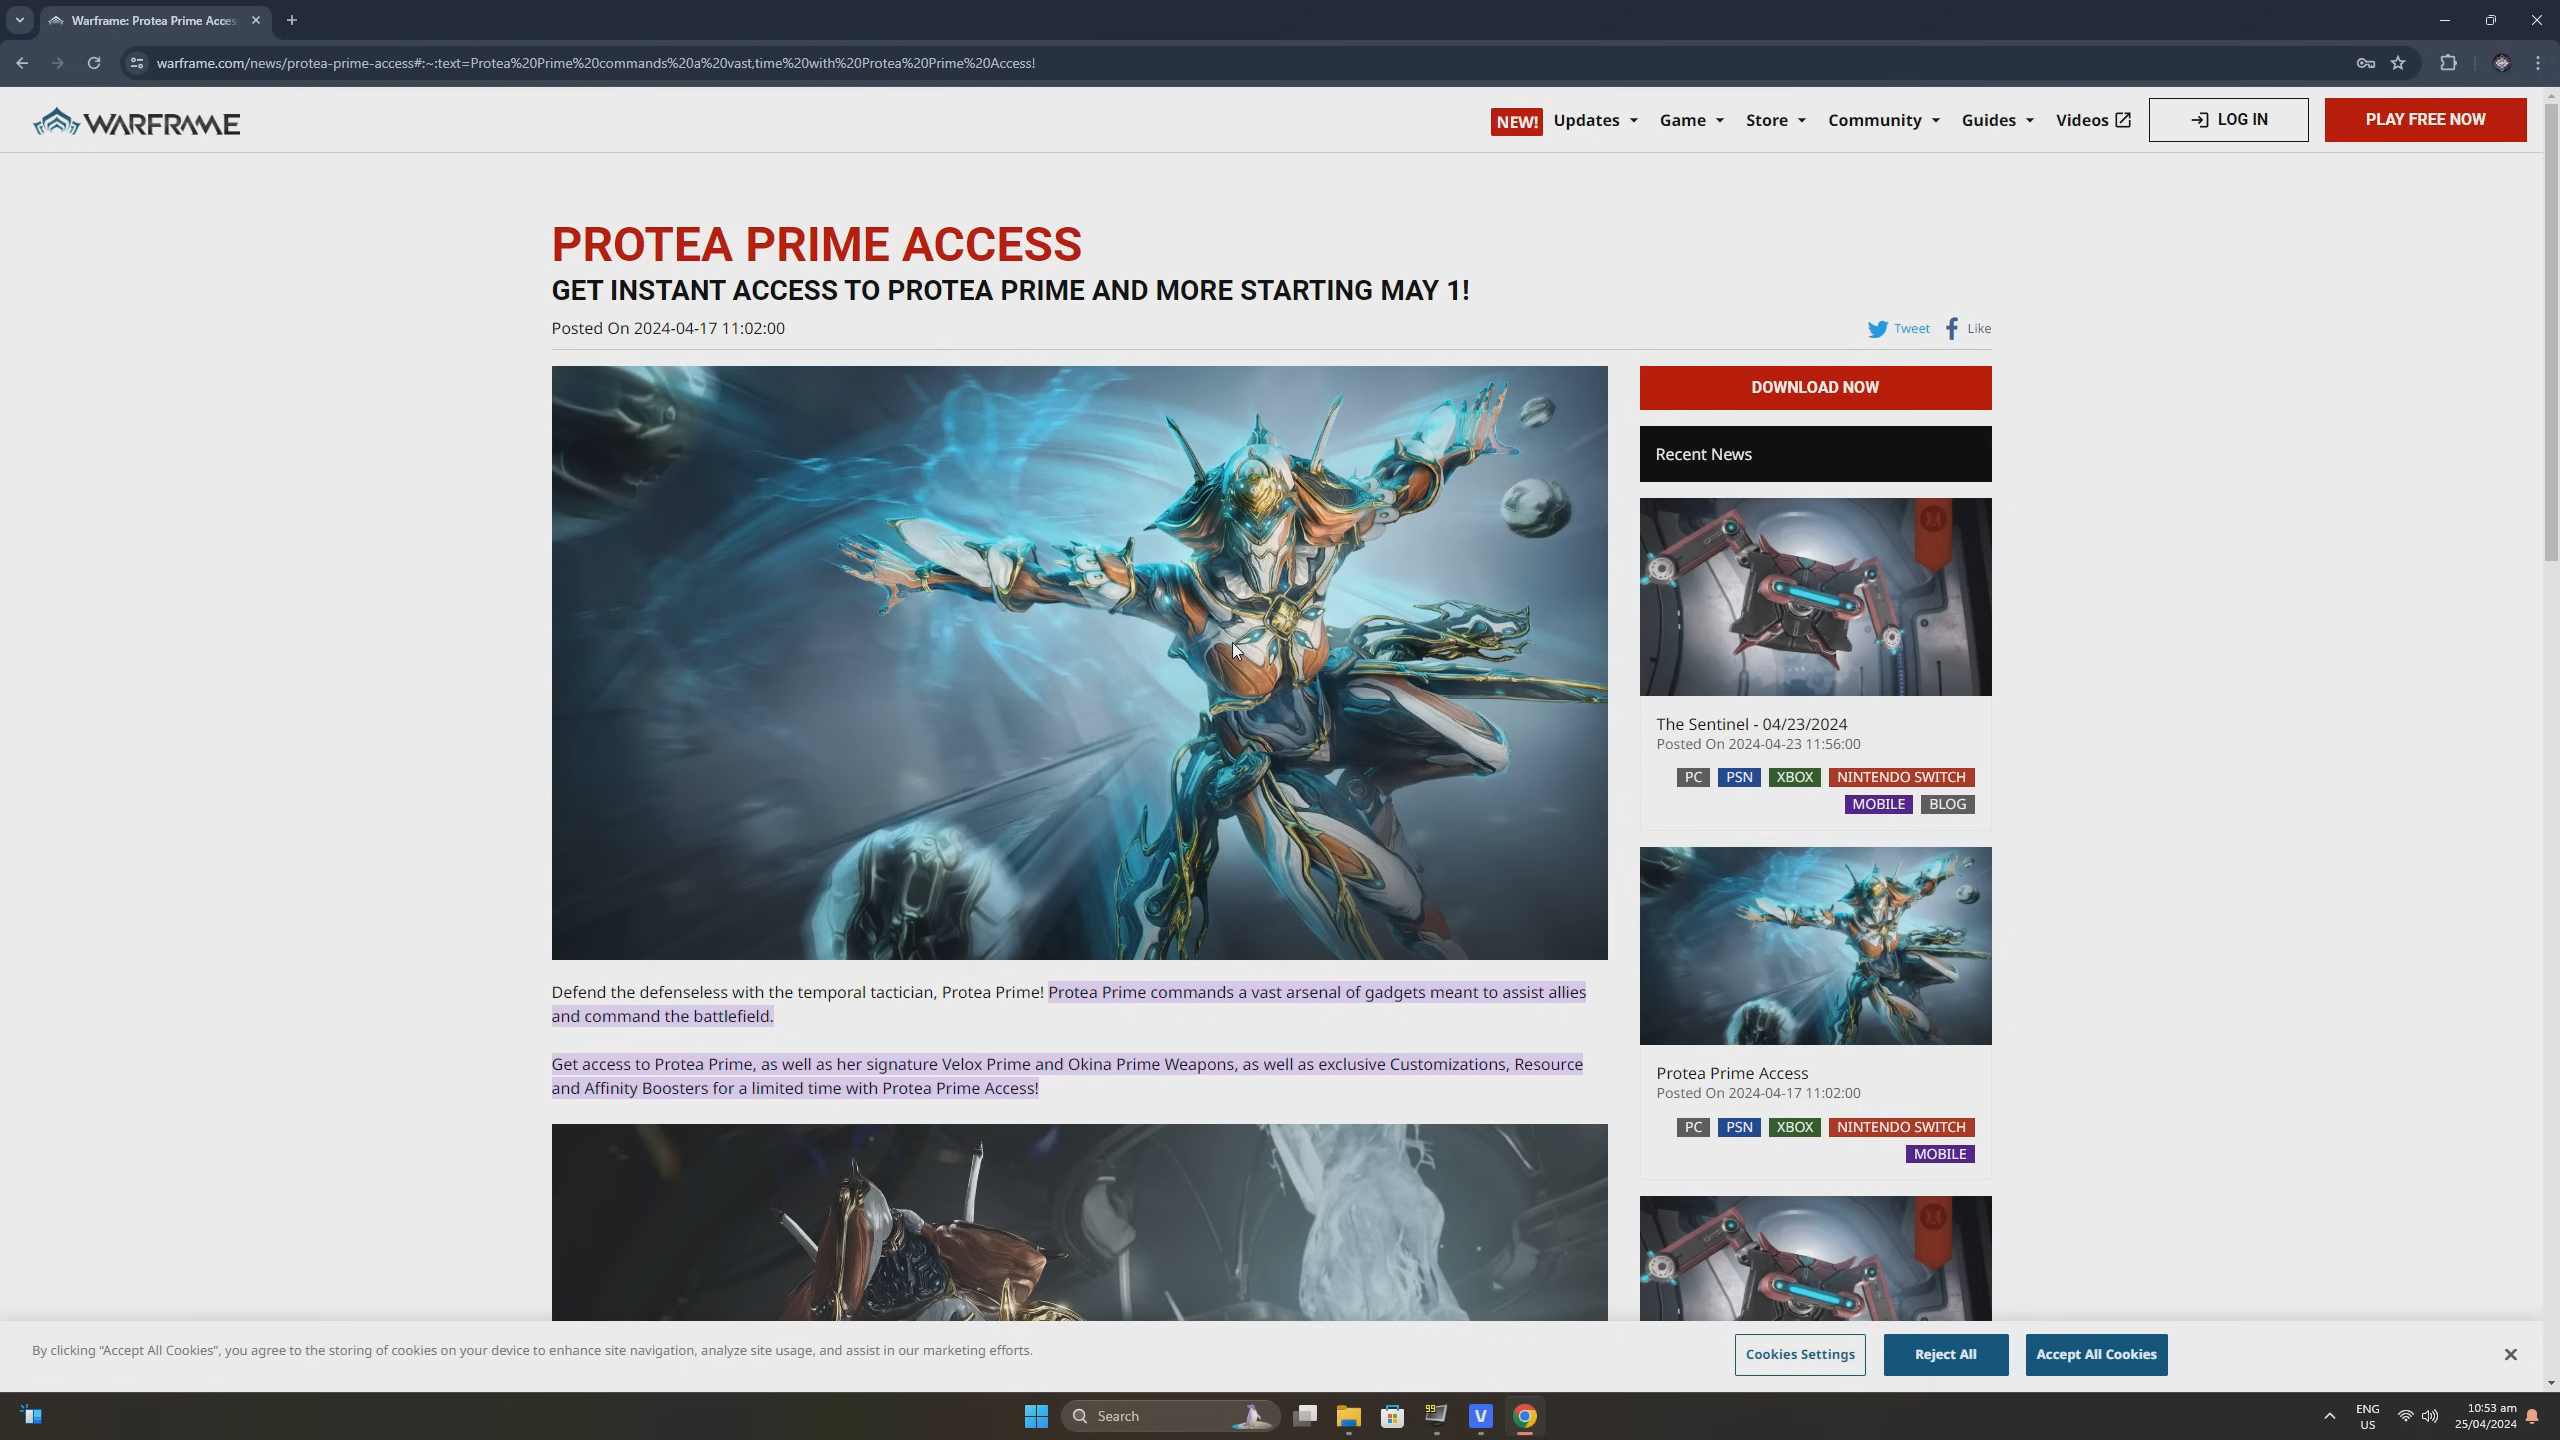 Warframe: Protea Prime Acces
warframe.com/news/protea-prime-access#:~:text=Protea%20Prime%20commands%20a%20vast,time%20with%20Protea%20Prime%20Access!
WARFRAME
NEW! Updates Game Store Community Guides Videos LOG IN PLAY FREE NOW
PROTEA PRIME ACCESS
GET INSTANT ACCESS TO PROTEA PRIME AND MORE STARTING MAY 1!
Posted On 2024-04-17 11:02:00
Tweet Like
Defend the defenseless with the temporal tactician, Protea Prime! Protea Prime commands a vast arsenal of gadgets meant to assist allies
and command the battlefield.
Get access to Protea Prime, as well as her signature Velox Prime and Okina Prime Weapons, as well as exclusive Customizations, Resource
and Affinity Boosters for a limited time with Protea Prime Access!
DOWNLOAD NOW
Recent News
The Sentinel - 04/23/2024
Posted On 2024-04-23 11:56:00
PC PSN XBOX NINTENDO SWITCH
MOBILE BLOG
Protea Prime Access
Posted On 2024-04-17 11:02:00
PC PSN XBOX NINTENDO SWITCH
MOBILE
By clicking “Accept All Cookies”, you agree to the storing of cookies on your device to enhance site navigation, analyze site usage, and assist in our marketing efforts.
Cookies Settings Reject All Accept All Cookies
Search
99
V
ENG
US
10:53 am
25/04/2024